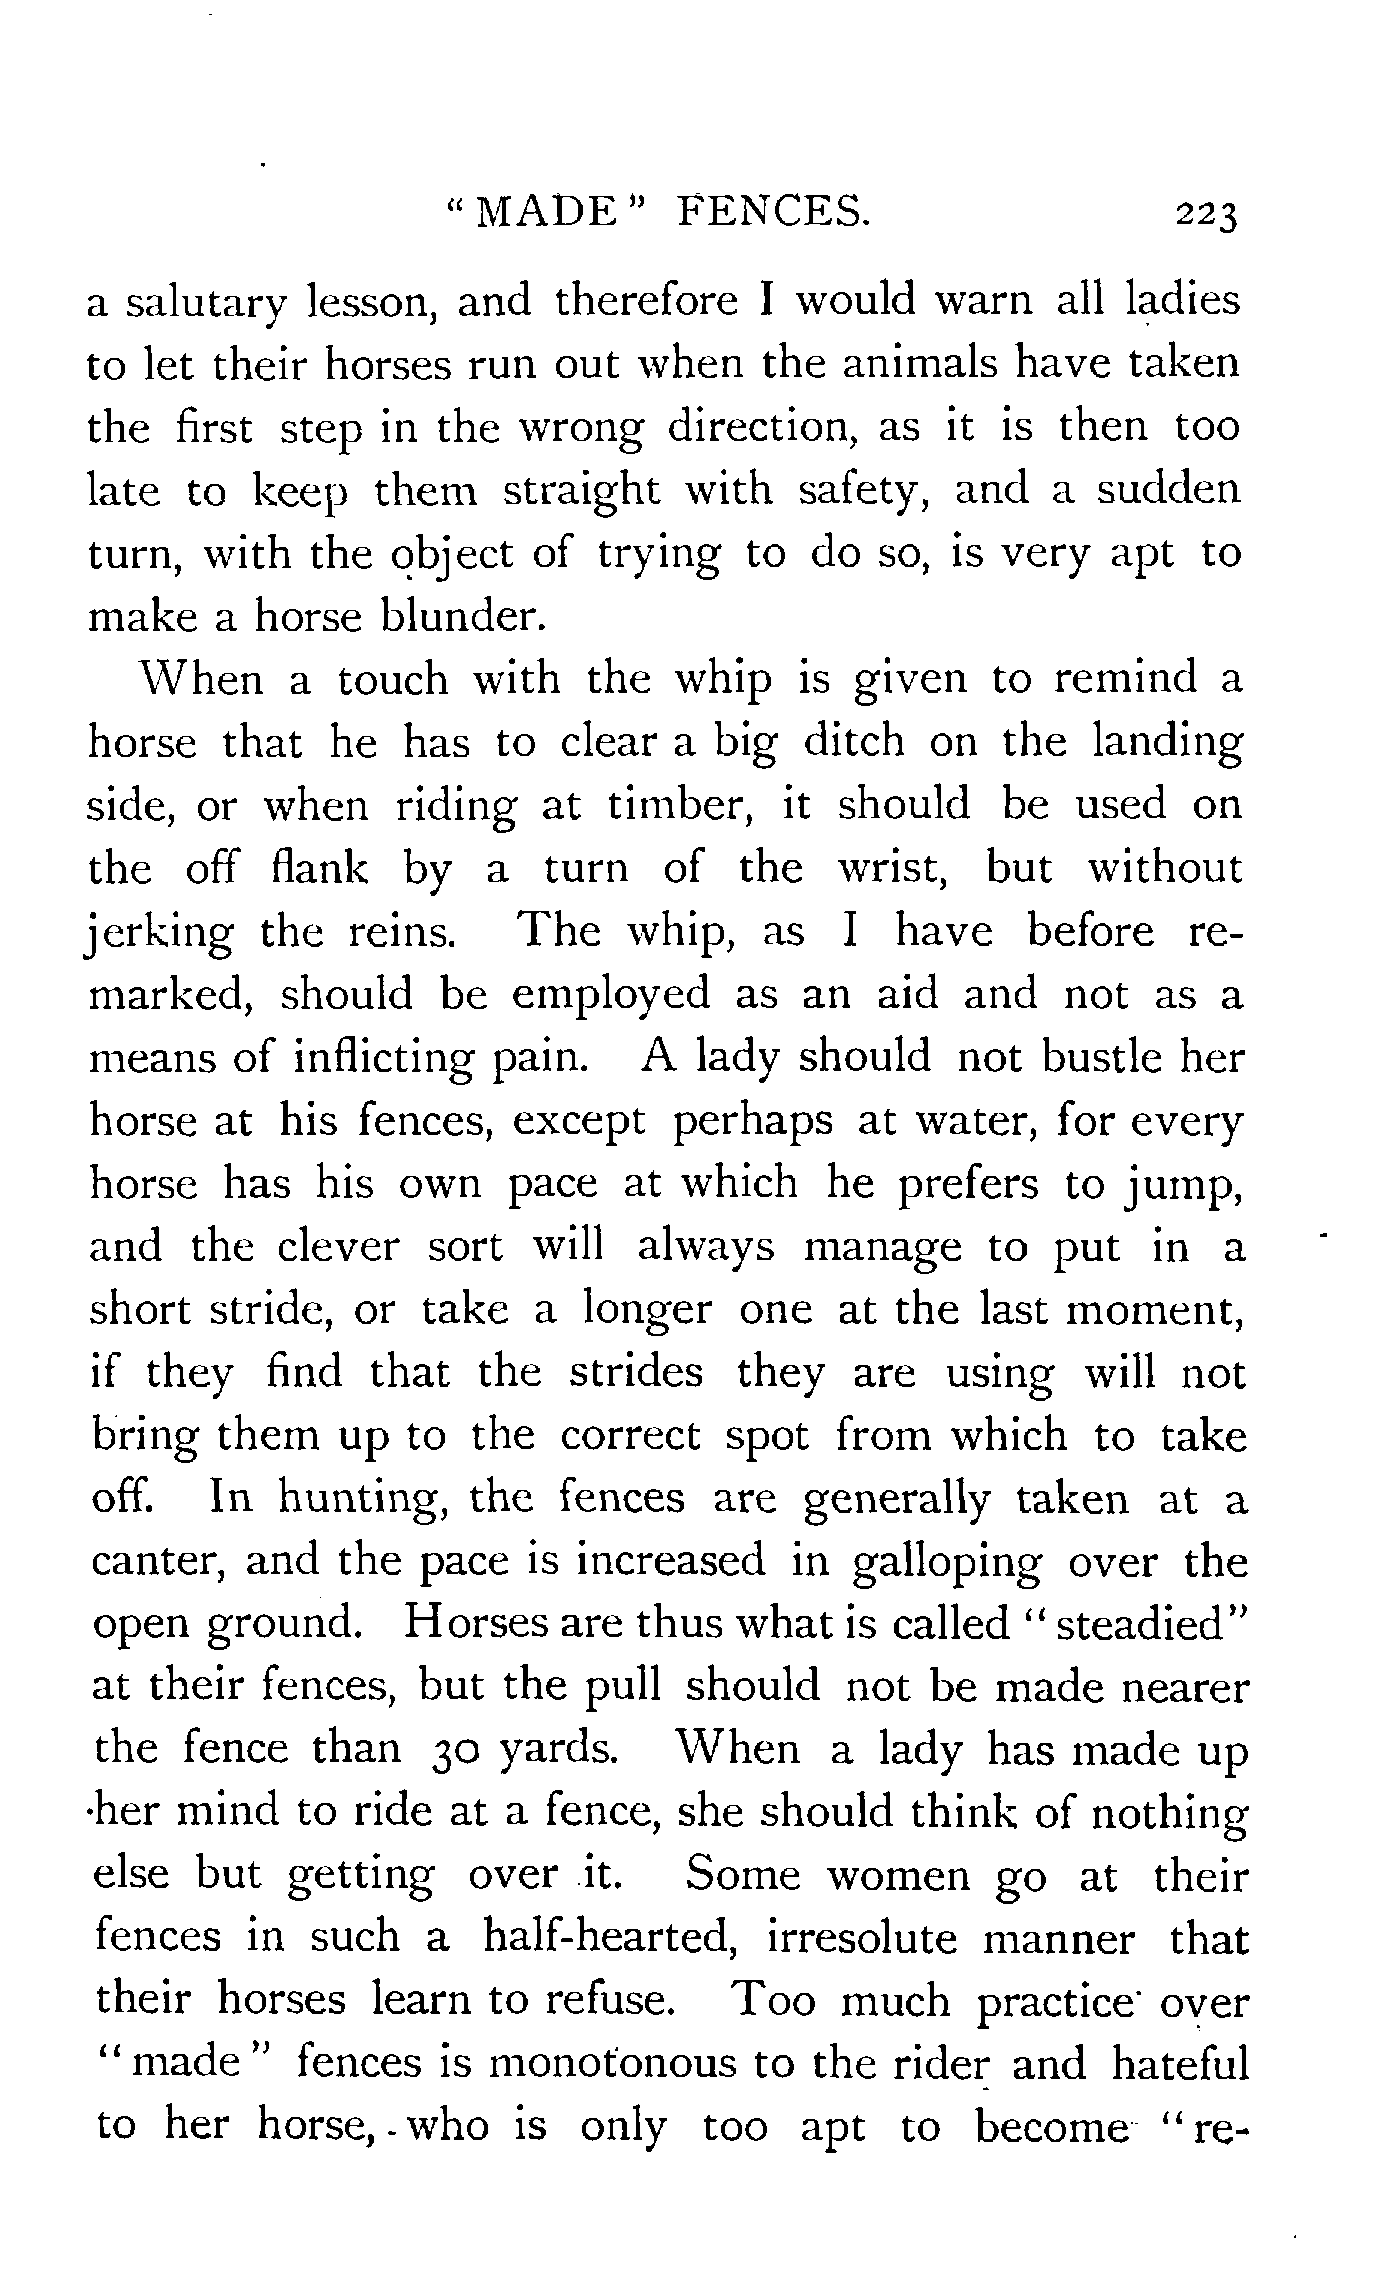 "MADE" FENCES. 223
a salutary lesson, and therefore I would warn all ladies
to let their horses run out when the animals have taken
the first step in the wrong direction, as it is then too
late to keep them straight with safety, and a sudden
turn, with the object of trying to do so, is very apt to
make a horse blunder.
When a touch with the whip is given to remind a
horse that he has to clear a big ditch on the landing
side, or when riding at timber, it should be used on
the off flank by a turn of the wrist, but without
jerking the reins. The whip, as I have before re-
marked, should be employed as an aid and not as a
means of inflicting pain. A lady should not bustle her
horse at his fences, except perhaps at water, for every
horse has his own pace at which he prefers to jump,
and the clever sort will always manage to put in a
short stride, or take a longer one at the last moment,
if they find that the strides they are using will not
bring them up to the correct spot from which to take
off. In hunting, the fences are generally taken at a
canter, and the pace is increased in galloping over the
open ground. Horses are thus what is called "steadied"
at their fences, but the pull should not be made nearer
the fence than 30 yards. When a lady has made up
her mind to ride at a fence, she should think of nothing
else but getting over it. Some women go at their
fences in such a half-hearted, irresolute manner that
their horses learn to refuse. Too much practice over
"made" fences is monotonous to the rider and hateful
to her horse, who is only too apt to become "re-